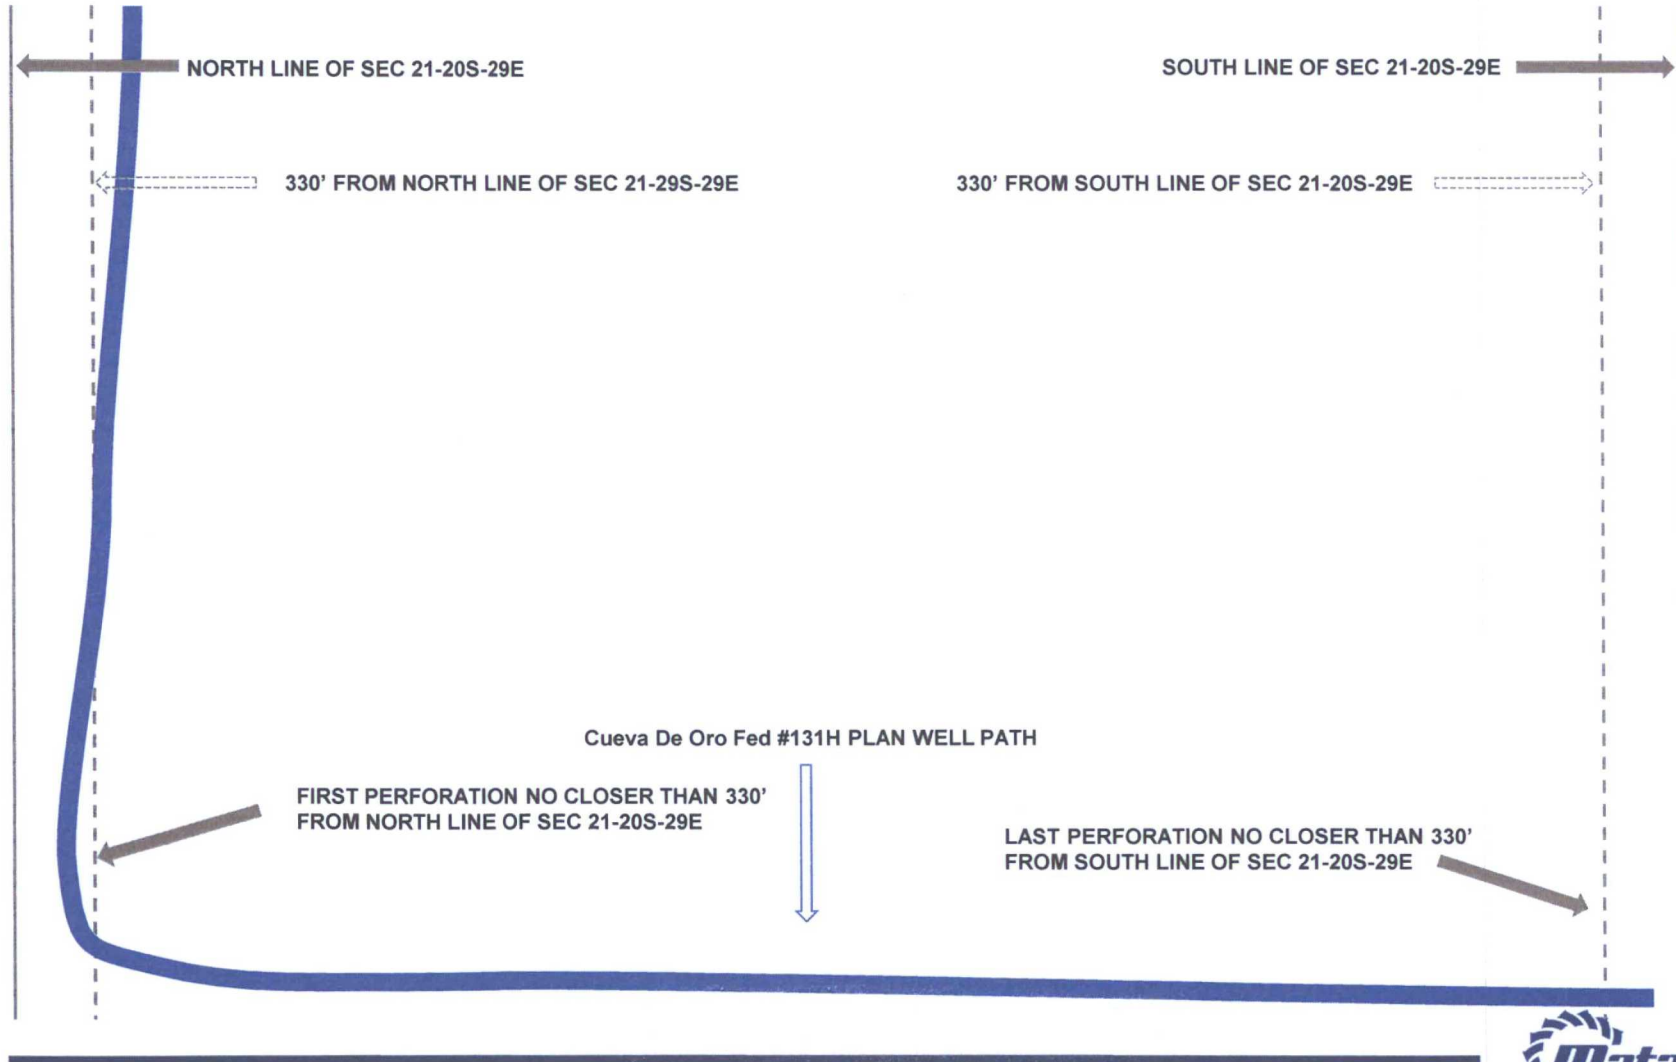 NORTH LINE OF SEC 21-20S-29E
SOUTH LINE OF SEC 21-20S-29E
330' FROM NORTH LINE OF SEC 21-29S-29E
330' FROM SOUTH LINE OF SEC 21-20S-29E
Cueva De Oro Fed #131H PLAN WELL PATH
FIRST PERFORATION NO CLOSER THAN 330'
FROM NORTH LINE OF SEC 21-20S-29E
LAST PERFORATION NO CLOSER THAN 330'
FROM SOUTH LINE OF SEC 21-20S-29E